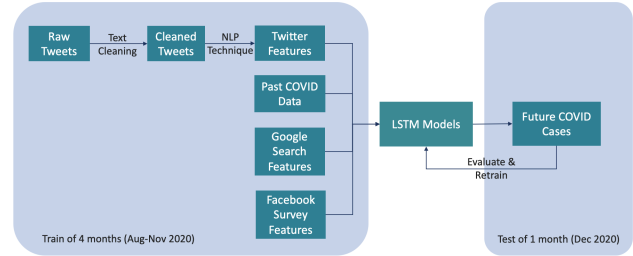 Raw
Tweets
Text
Cleaning
Cleaned
Tweets
NLP
Technique
Twitter
Features
Past COVID
Data
Google
Search
Features
Facebook
Survey
Features
LSTM Models
Future COVID
Cases
Evaluate &
Retrain
Train of 4 months (Aug-Nov 2020)
Test of 1 month (Dec 2020)